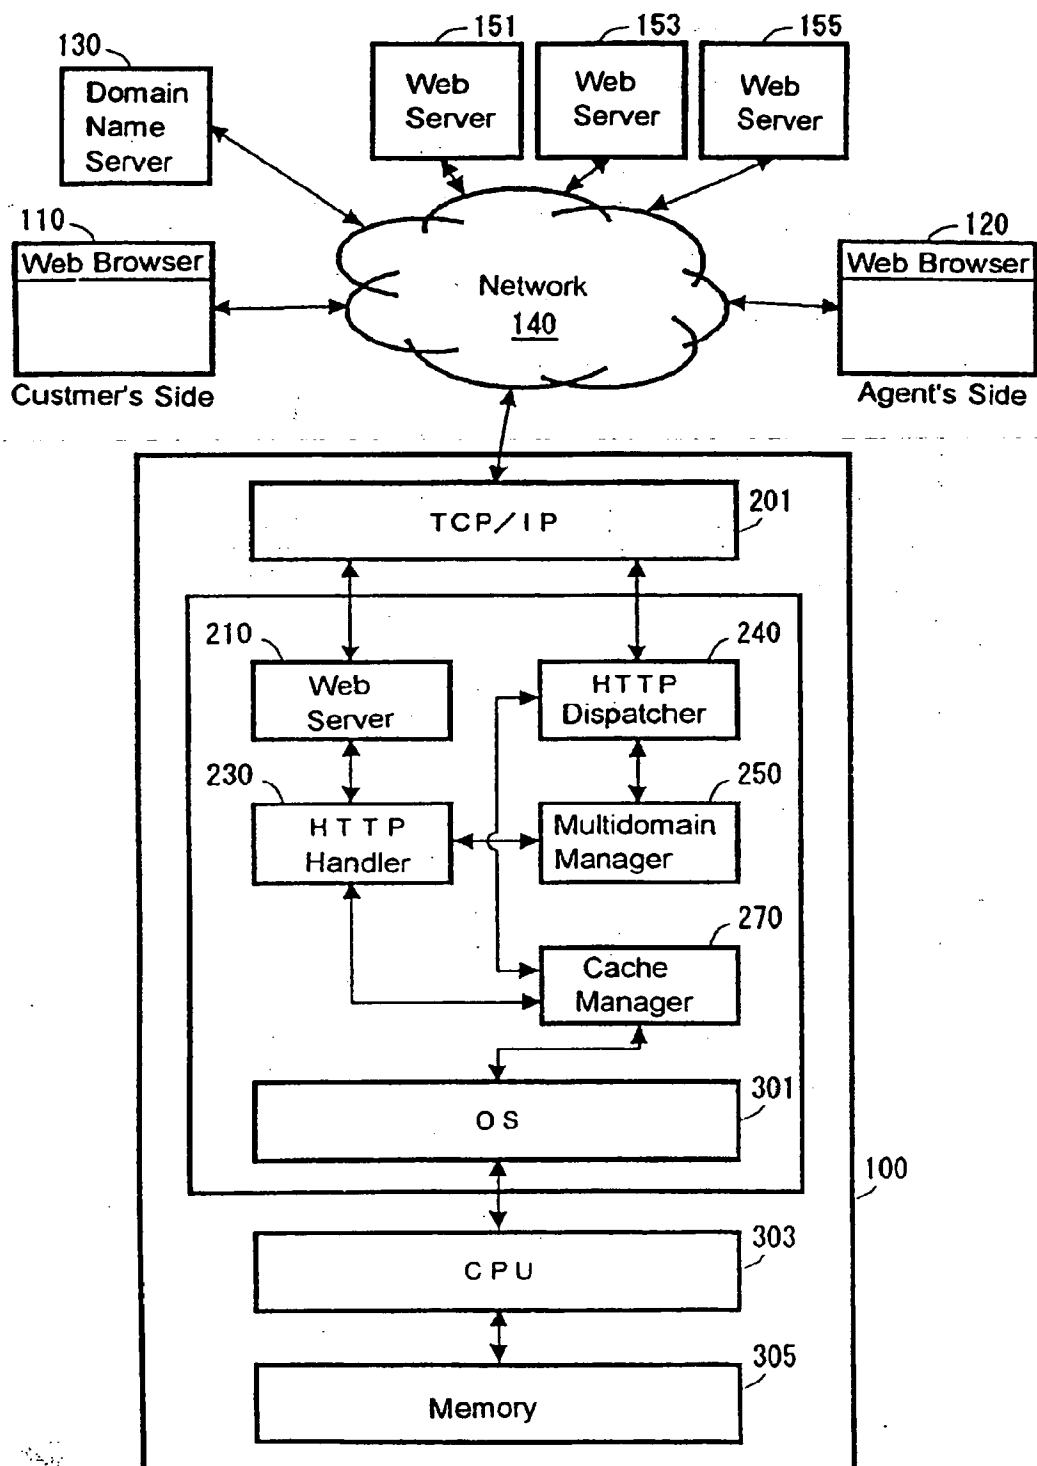 151
153
155
130
Domain
Name
Server
Web
Server
Web
Server
Web
Server
110
Web Browser
Custmer's Side
Network
140
120
Web Browser
Agent's Side
TCP/IP
201
210
Web
Server
240
HTTP
Dispatcher
230
HTTP
Handler
250
Multidomain
Manager
270
Cache
Manager
OS
301
100
CPU
303
Memory
305